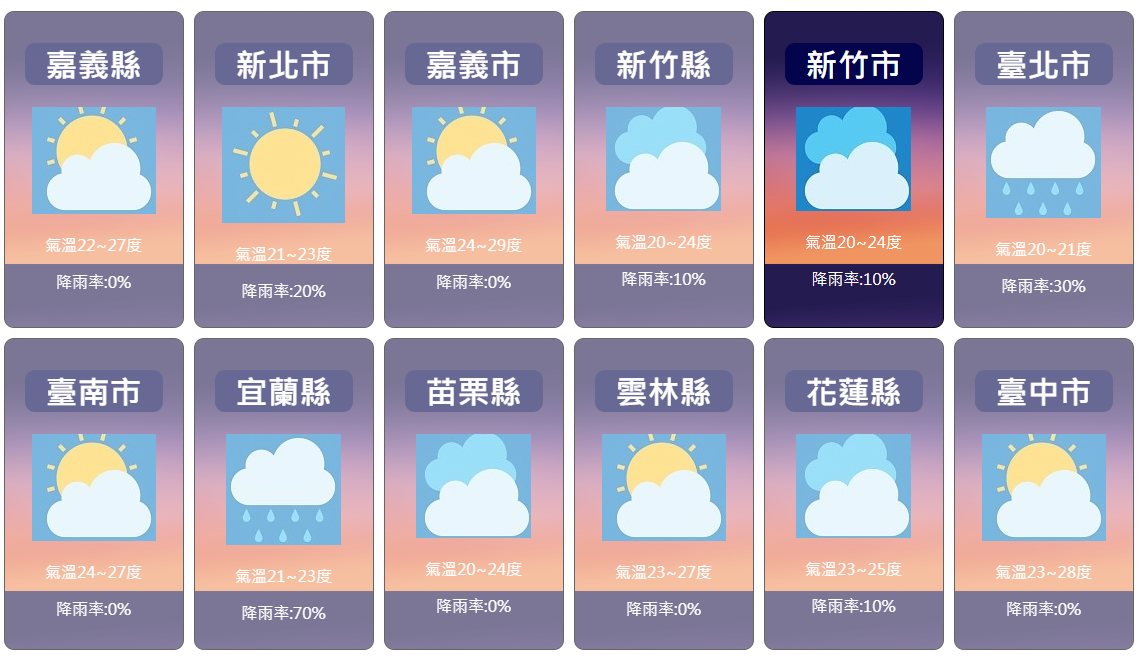 嘉義縣
氣溫22~27度
降雨率:0%
新北市
氣溫21~23度
降雨率:20%
嘉義市
氣溫24~29度
降雨率:0%
新竹縣
氣溫20~24度
降雨率:10%
新竹市
氣溫20~24度
降雨率:10%
臺北市
氣溫20~21度
降雨率:30%
臺南市
氣溫24~27度
降雨率:0%
宜蘭縣
氣溫21~23度
降雨率:70%
苗栗縣
氣溫20~24度
降雨率:0%
雲林縣
氣溫23~27度
降雨率:0%
花蓮縣
氣溫23~25度
降雨率:10%
臺中市
氣溫23~28度
降雨率:0%